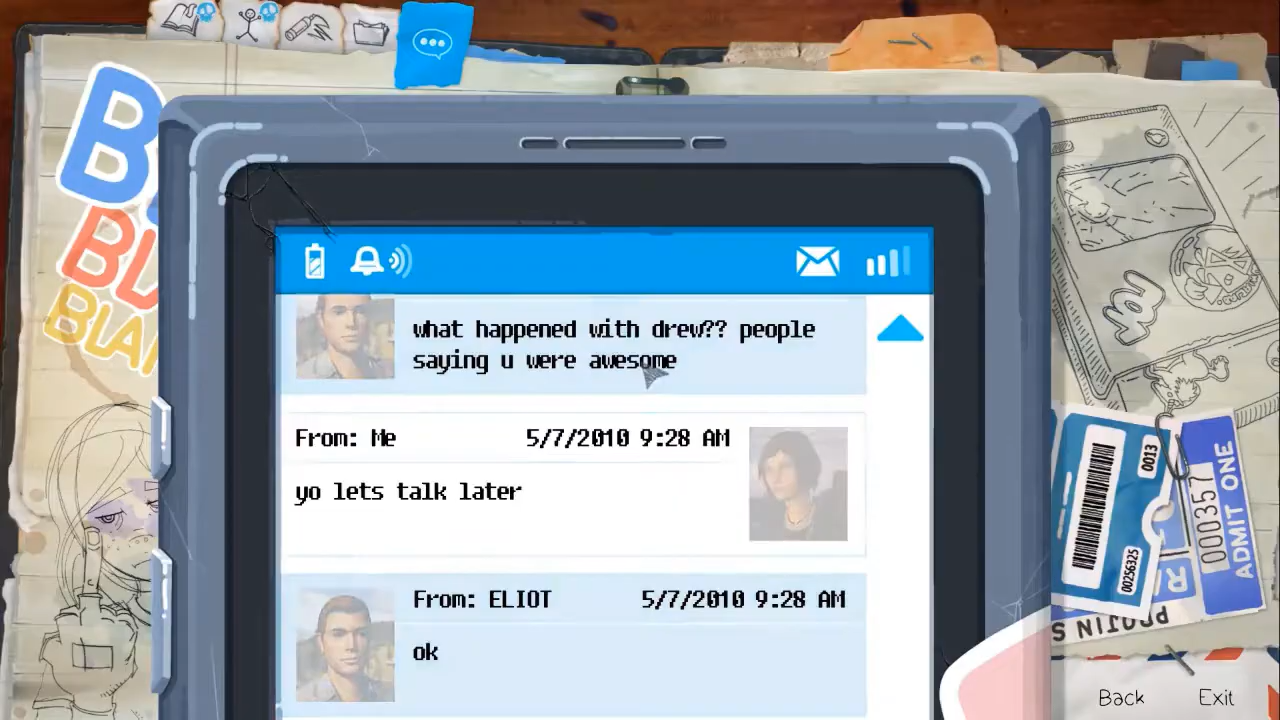 what happened with drew?? people
saying u were awesome
From: Me 5/7/2010 9:28 AM
yo lets talk later
From: ELIOT 5/7/2010 9:28 AM
ok
0013
00256325
000357
ADMIT ONE
Back Exit